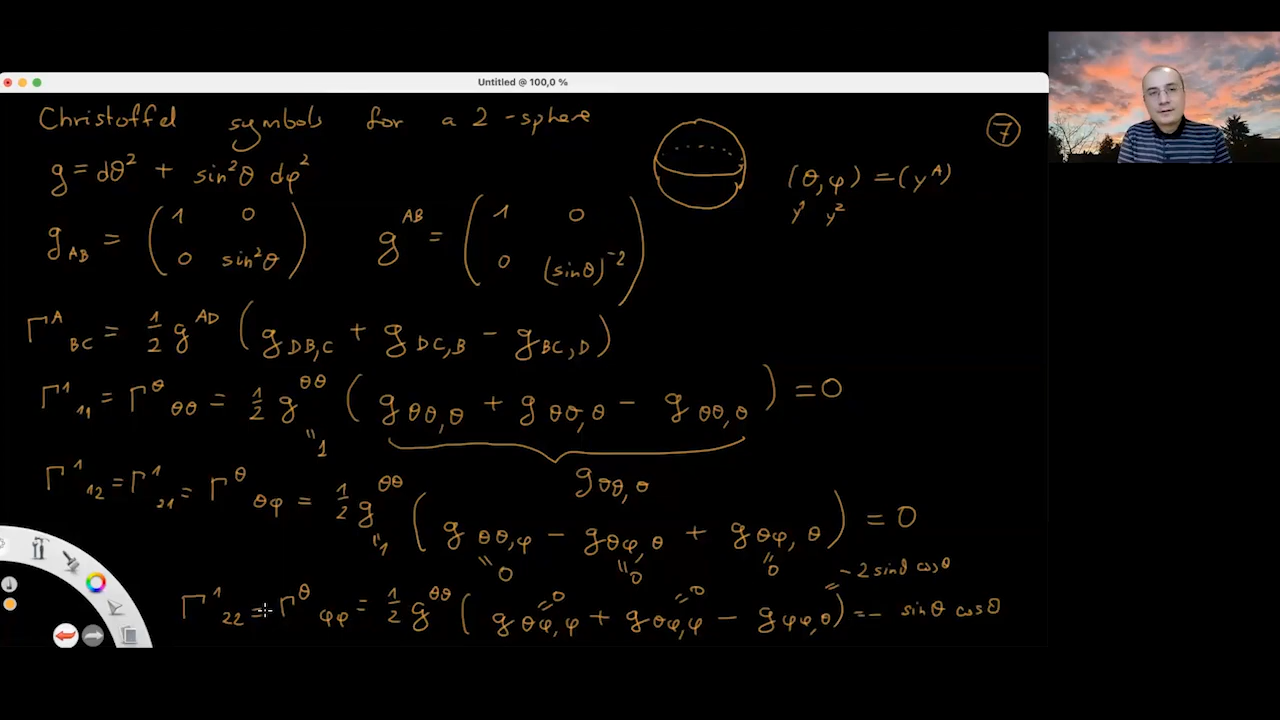 Untitled @ 100,0 %
Christoffel symbols for a 2-sphere
7
g = dθ² + sin²θ dφ²
(θ,φ) = (y^A)
y¹ y²
g_AB = ( 1 0 ; 0 sin²θ ) g^AB = ( 1 0 ; 0 (sinθ)^-2 )
Γ^A_BC = 1/2 g^AD ( g_DB,C + g_DC,B - g_BC,D )
Γ^1_11 = Γ^θ_θθ = 1/2 g^θθ ( g_θθ,θ + g_θθ,θ - g_θθ,θ ) = 0
"1
g_θθ,θ
Γ^1_12 = Γ^1_21 = Γ^θ_θφ = 1/2 g^θθ ( g_θθ,φ - g_θφ,θ + g_θφ,θ ) = 0
"1 "0 "0 "0
= -2 sinθ cosθ
=0 =0
Γ^1_22 = Γ^θ_φφ = 1/2 g^θθ ( g_θφ,φ + g_θφ,φ - g_φφ,θ ) = - sinθ cosθ